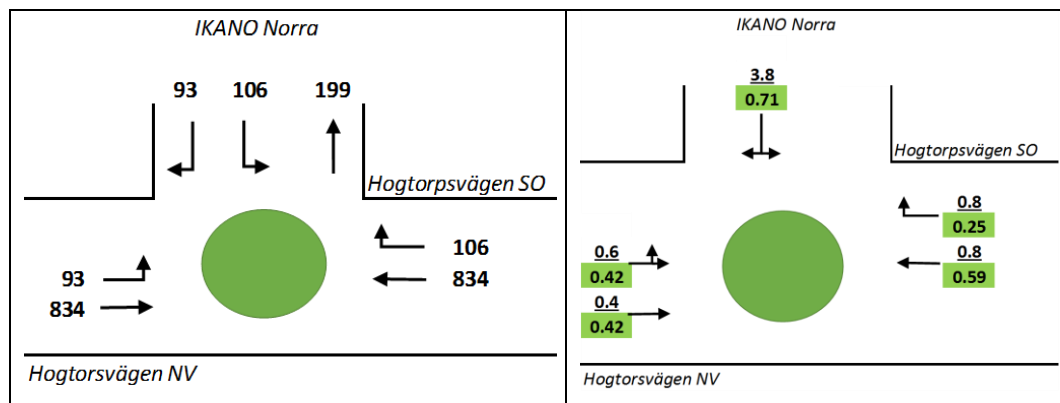 IKANO Norra
93 106 199
Hogtorpsvägen SO
93
834
106
834
Hogtorsvägen NV
IKANO Norra
3.8
0.71
Hogtorpsvägen SO
0.6
0.42
0.4
0.42
0.8
0.25
0.8
0.59
Hogtorsvägen NV